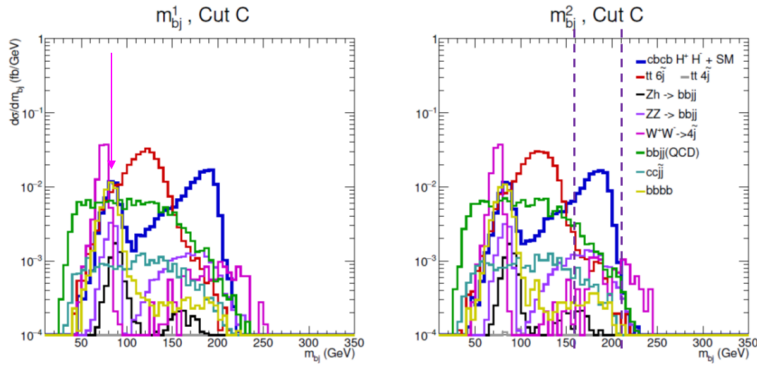 m¹bj , Cut C
dσ/dmbj (fb/GeV)
1
10⁻¹
10⁻²
10⁻³
10⁻⁴
0 50 100 150 200 250 300 350
mbj (GeV)
m²bj , Cut C
1
10⁻¹
10⁻²
10⁻³
10⁻⁴
0 50 100 150 200 250 300 350
mbj (GeV)
cbcb H⁺ H⁻ + SM
tt 6j̃ tt 4j̃
Zh -> bbjj
ZZ -> bbjj
W⁺W⁻->4j̃
bbjj(QCD)
ccj̃j̃
bbbb